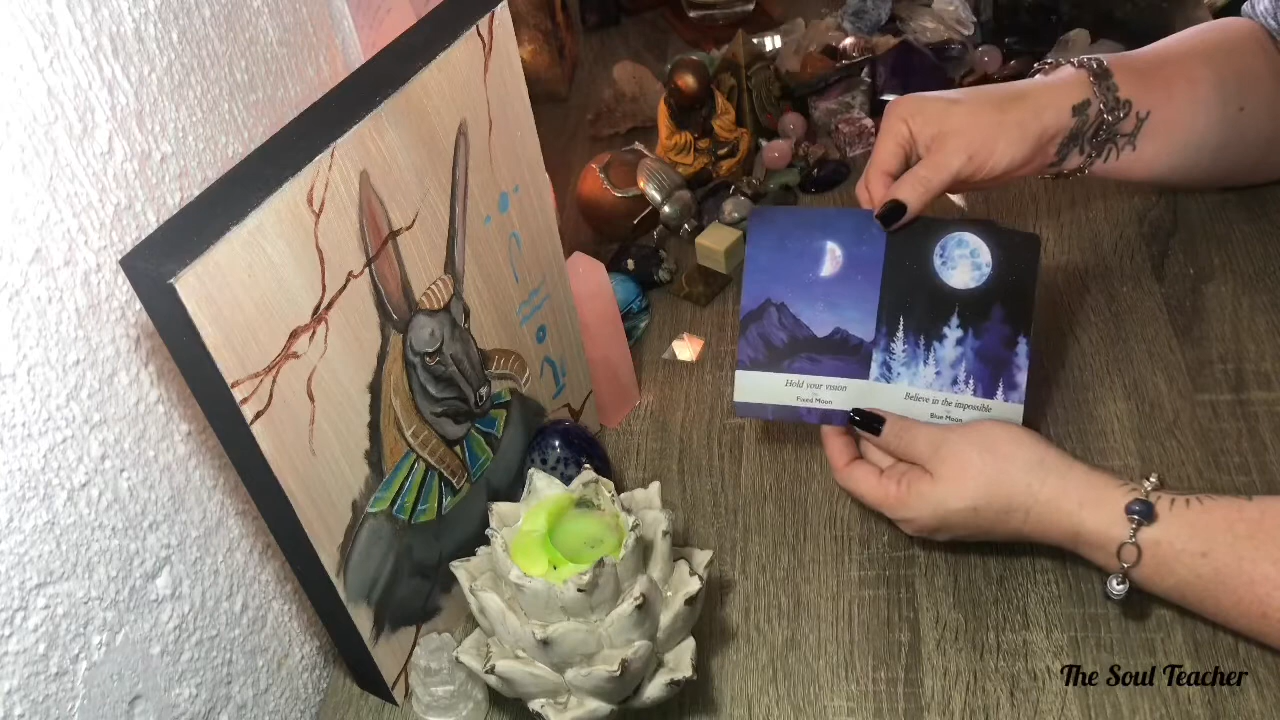 Hold your vision
Fixed Moon
Believe in the impossible
Blue Moon
The Soul Teacher